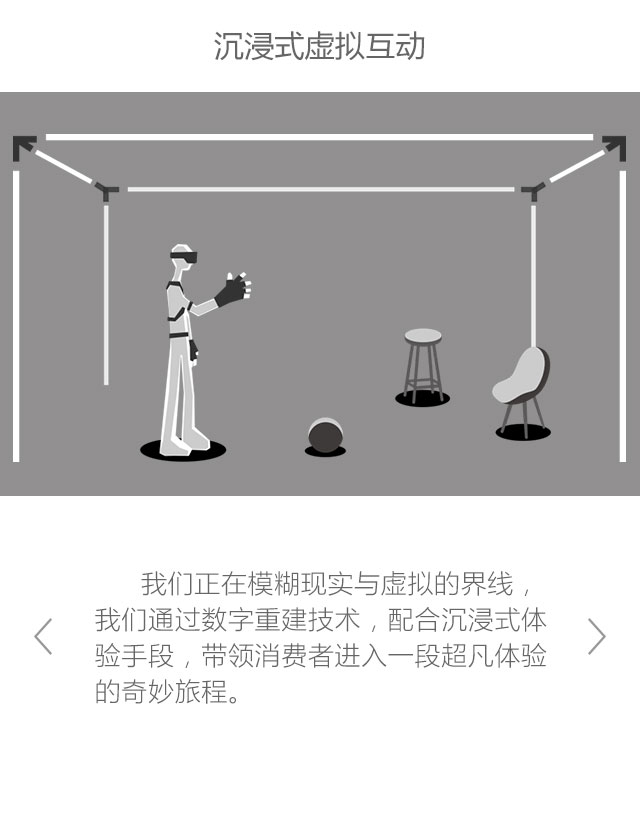 沉浸式虚拟互动
我们正在模糊现实与虚拟的界线，
我们通过数字重建技术，配合沉浸式体
验手段，带领消费者进入一段超凡体验
的奇妙旅程。